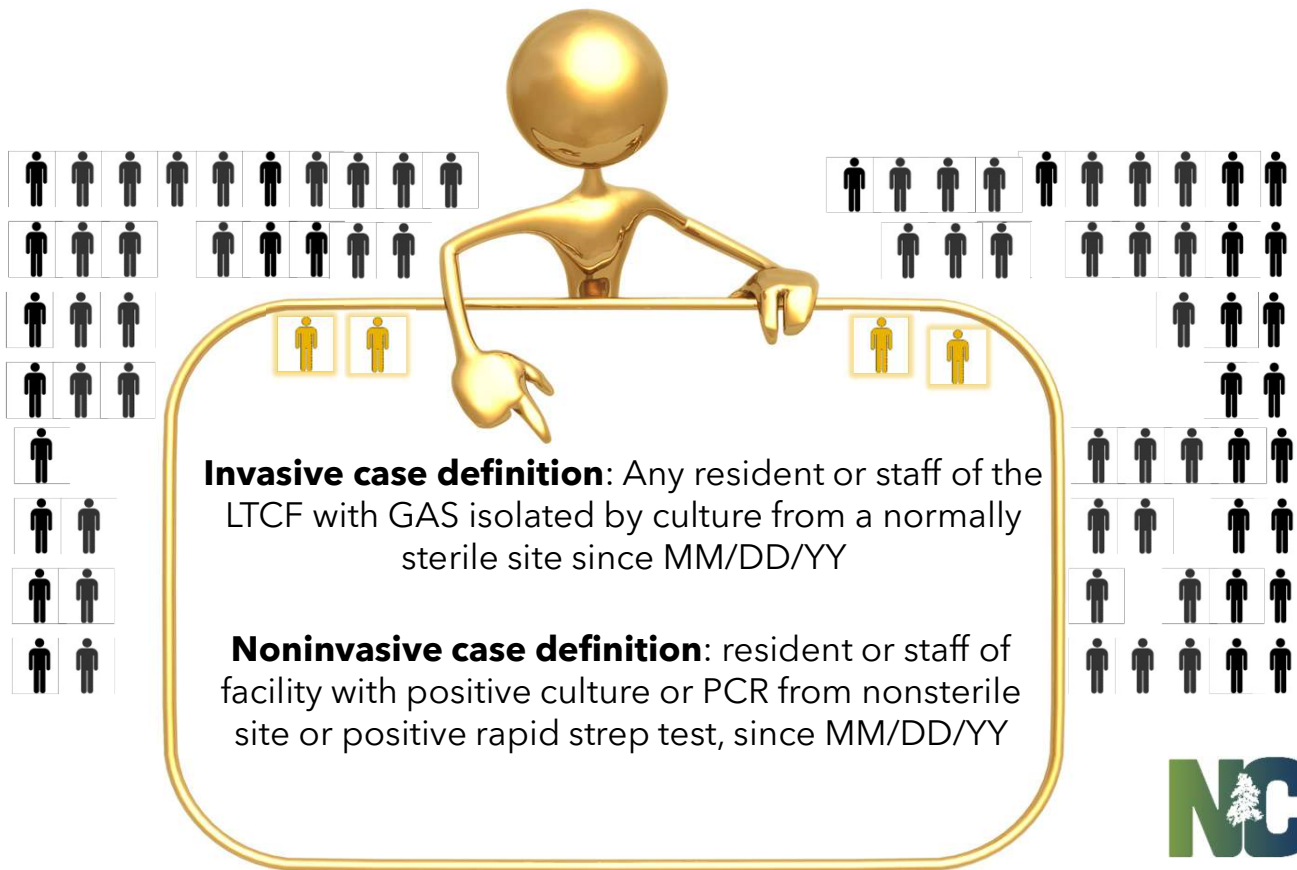 Invasive case definition: Any resident or staff of the
LTCF with GAS isolated by culture from a normally
sterile site since MM/DD/YY
Noninvasive case definition: resident or staff of
facility with positive culture or PCR from nonsterile
site or positive rapid strep test, since MM/DD/YY
NC